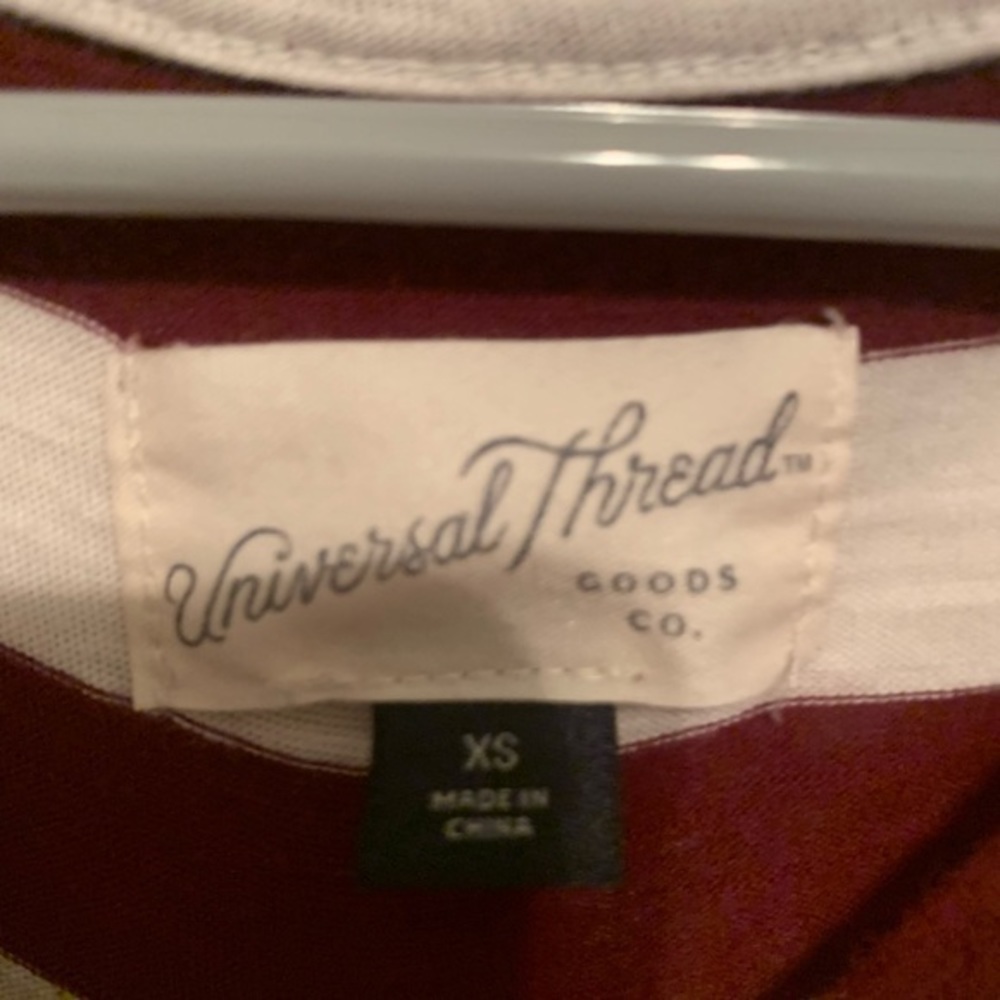 Universal Thread™
GOODS
CO.
XS
MADE IN
CHINA